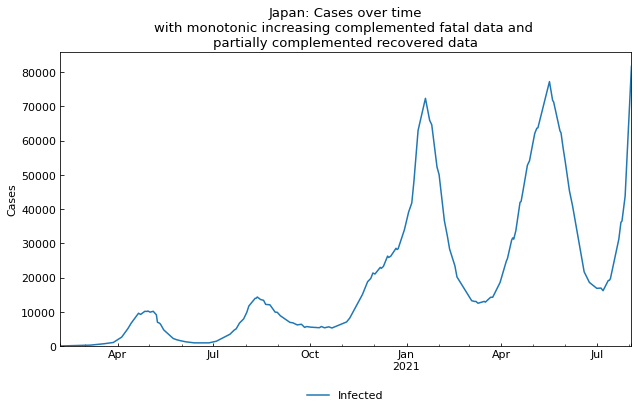 Japan: Cases over time
with monotonic increasing complemented fatal data and
partially complemented recovered data
80000
70000
60000
50000
40000
30000
20000
10000
0
Cases
Apr
Jul
Oct
Jan
2021
Apr
Jul
Infected